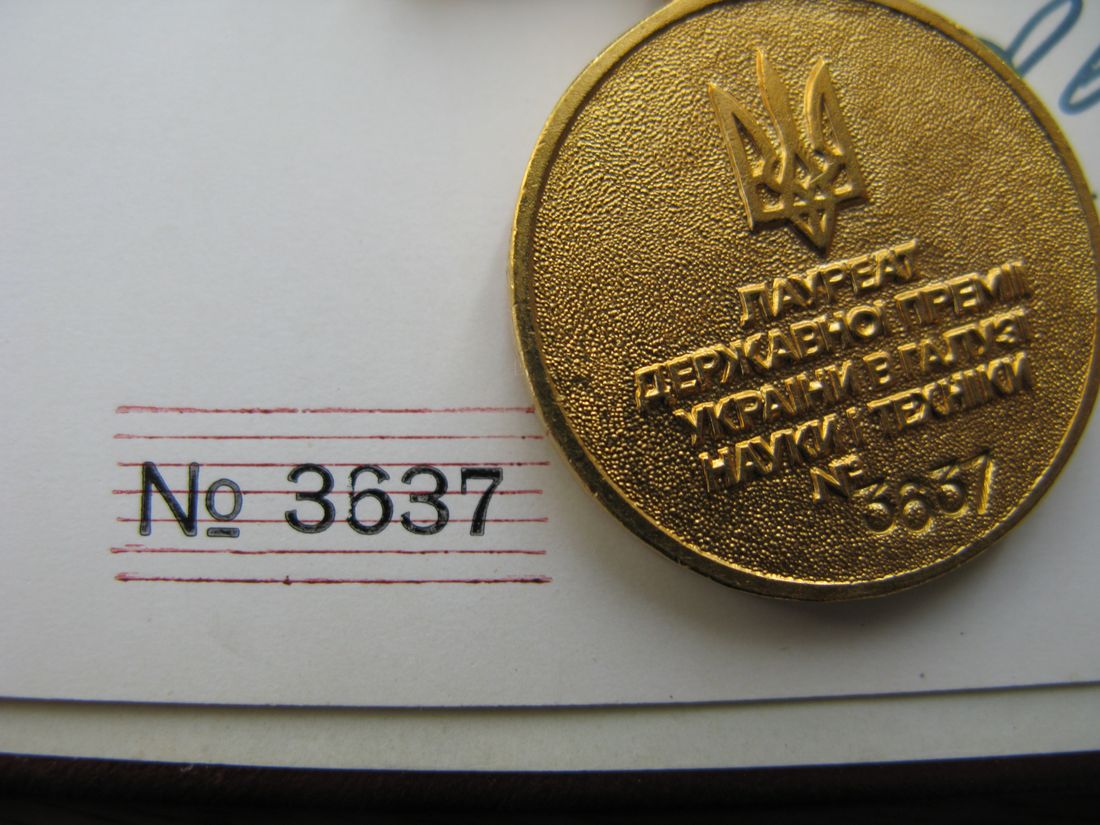 ЛАУРЕАТ
ДЕРЖАВНОЇ ПРЕМІЇ
УКРАЇНИ В ГАЛУЗІ
НАУКИ І ТЕХНІКИ
№ 3637
№ 3637